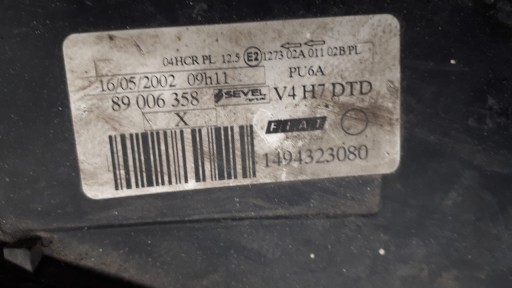 04HCR PL 12.5 E2 1273 02A 011 02B/PL
16/05/2002 09h11 PU6A
89 006 358 SEVEL V4 H7 DTD
X FIAT
1494323080